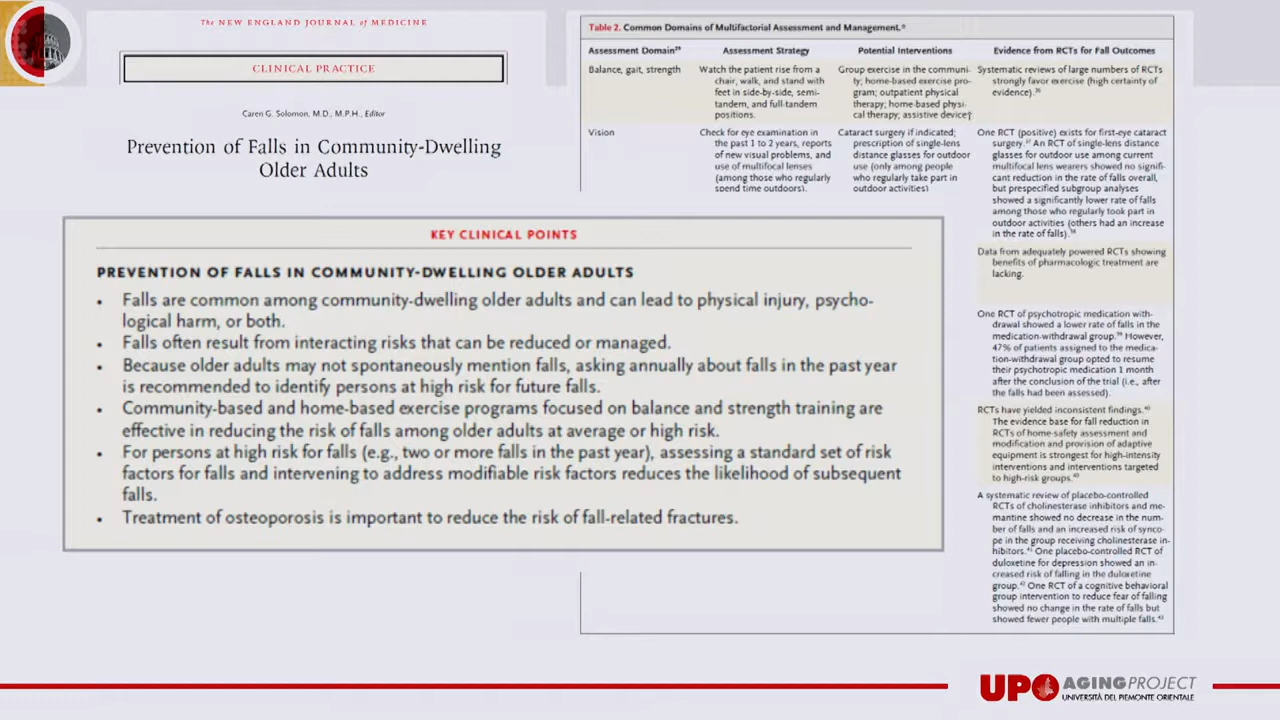 The NEW ENGLAND JOURNAL of MEDICINE
CLINICAL PRACTICE
Caren G. Solomon, M.D., M.P.H., Editor
Prevention of Falls in Community-Dwelling
Older Adults
KEY CLINICAL POINTS
PREVENTION OF FALLS IN COMMUNITY-DWELLING OLDER ADULTS
• Falls are common among community-dwelling older adults and can lead to physical injury, psycho-
logical harm, or both.
• Falls often result from interacting risks that can be reduced or managed.
• Because older adults may not spontaneously mention falls, asking annually about falls in the past year
is recommended to identify persons at high risk for future falls.
• Community-based and home-based exercise programs focused on balance and strength training are
effective in reducing the risk of falls among older adults at average or high risk.
• For persons at high risk for falls (e.g., two or more falls in the past year), assessing a standard set of risk
factors for falls and intervening to address modifiable risk factors reduces the likelihood of subsequent
falls.
• Treatment of osteoporosis is important to reduce the risk of fall-related fractures.
Table 2. Common Domains of Multifactorial Assessment and Management.*
Assessment Domain²⁹
Assessment Strategy
Potential Interventions
Evidence from RCTs for Fall Outcomes
Balance, gait, strength
Watch the patient rise from a
chair, walk, and stand with
feet in side-by-side, semi-
tandem, and full-tandem
positions.
Group exercise in the communi-
ty; home-based exercise pro-
gram; outpatient physical
therapy; home-based physi-
cal therapy; assistive device†
Systematic reviews of large numbers of RCTs
strongly favor exercise (high certainty of
evidence).³⁶
Vision
Check for eye examination in
the past 1 to 2 years, reports
of new visual problems, and
use of multifocal lenses
(among those who regularly
spend time outdoors).
Cataract surgery if indicated;
prescription of single-lens
distance glasses for outdoor
use (only among people
who regularly take part in
outdoor activities)
One RCT (positive) exists for first-eye cataract
surgery.³⁷ An RCT of single-lens distance
glasses for outdoor use among current
multifocal lens wearers showed no signifi-
cant reduction in the rate of falls overall,
but prespecified subgroup analyses
showed a significantly lower rate of falls
among those who regularly took part in
outdoor activities (others had an increase
in the rate of falls).³⁸
Data from adequately powered RCTs showing
benefits of pharmacologic treatment are
lacking.
One RCT of psychotropic medication with-
drawal showed a lower rate of falls in the
medication-withdrawal group.³⁹ However,
47% of patients assigned to the medica-
tion-withdrawal group opted to resume
their psychotropic medication 1 month
after the conclusion of the trial (i.e., after
the falls had been assessed).
RCTs have yielded inconsistent findings.⁴⁰
The evidence base for fall reduction in
RCTs of home-safety assessment and
modification and provision of adaptive
equipment is strongest for high-intensity
interventions and interventions targeted
to high-risk groups.⁴⁰
A systematic review of placebo-controlled
RCTs of cholinesterase inhibitors and me-
mantine showed no decrease in the num-
ber of falls and an increased risk of synco-
pe in the group receiving cholinesterase in-
hibitors.⁴¹ One placebo-controlled RCT of
duloxetine for depression showed an in-
creased risk of falling in the duloxetine
group.⁴² One RCT of a cognitive behavioral
group intervention to reduce fear of falling
showed no change in the rate of falls but
showed fewer people with multiple falls.⁴³
UPO AGINGPROJECT
UNIVERSITÀ DEL PIEMONTE ORIENTALE